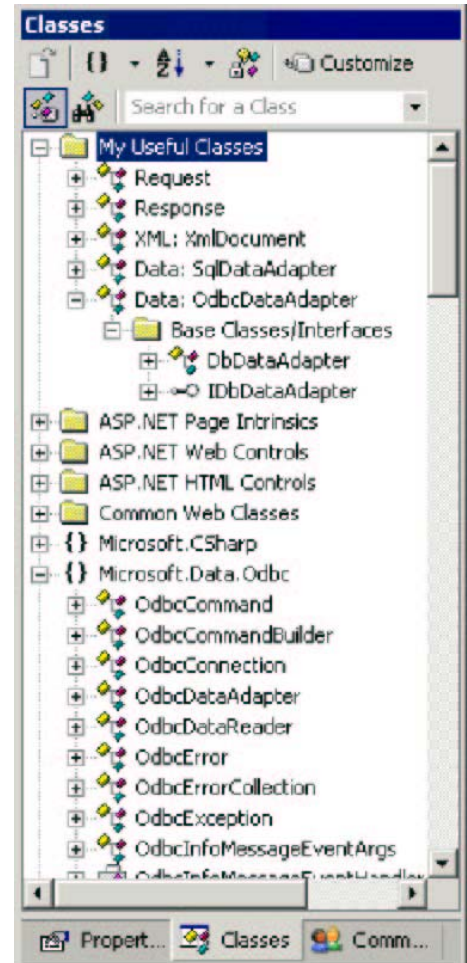 Classes
{} A Z Customize
Search for a Class
My Useful Classes
Request
Response
XML: XmlDocument
Data: SqlDataAdapter
Data: OdbcDataAdapter
Base Classes/Interfaces
DbDataAdapter
IDbDataAdapter
ASP.NET Page Intrinsics
ASP.NET Web Controls
ASP.NET HTML Controls
Common Web Classes
{} Microsoft.CSharp
{} Microsoft.Data.Odbc
OdbcCommand
OdbcCommandBuilder
OdbcConnection
OdbcDataAdapter
OdbcDataReader
OdbcError
OdbcErrorCollection
OdbcException
OdbcInfoMessageEventArgs
OdbcInfoMessageEventHandler
Propert... Classes Comm...